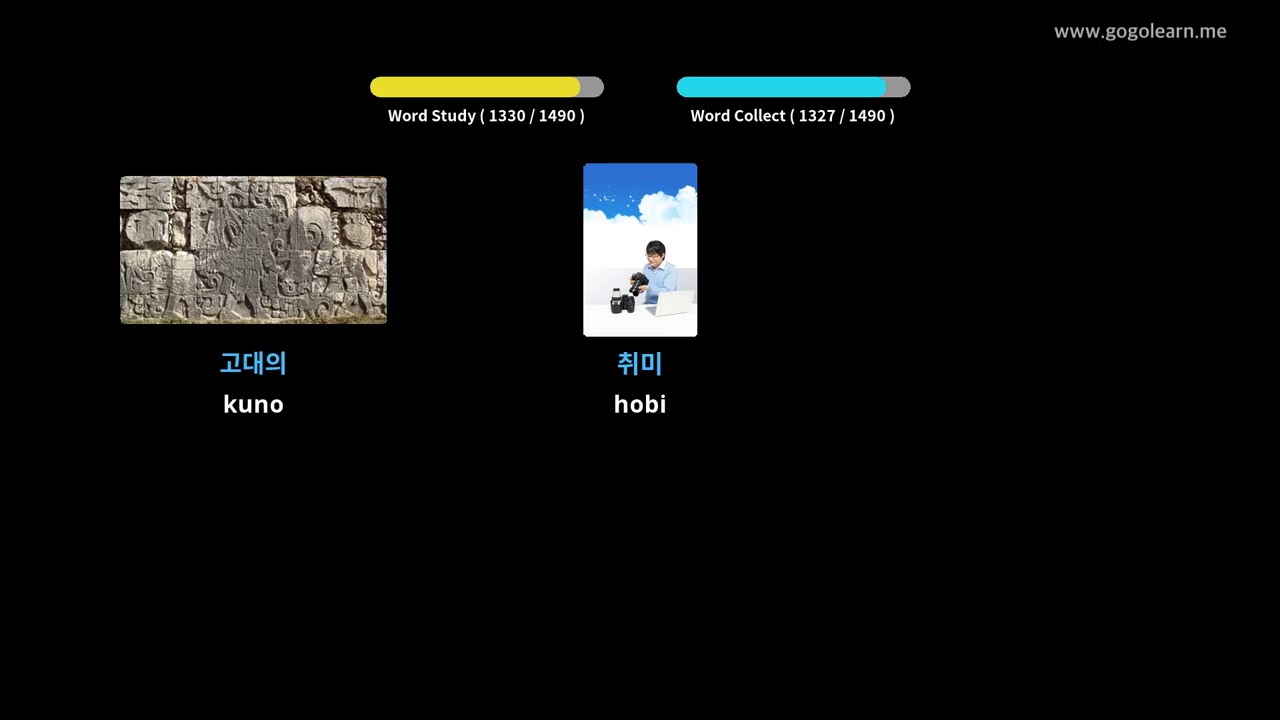 www.gogolearn.me
Word Study ( 1330 / 1490 )
Word Collect ( 1327 / 1490 )
고대의
kuno
취미
hobi